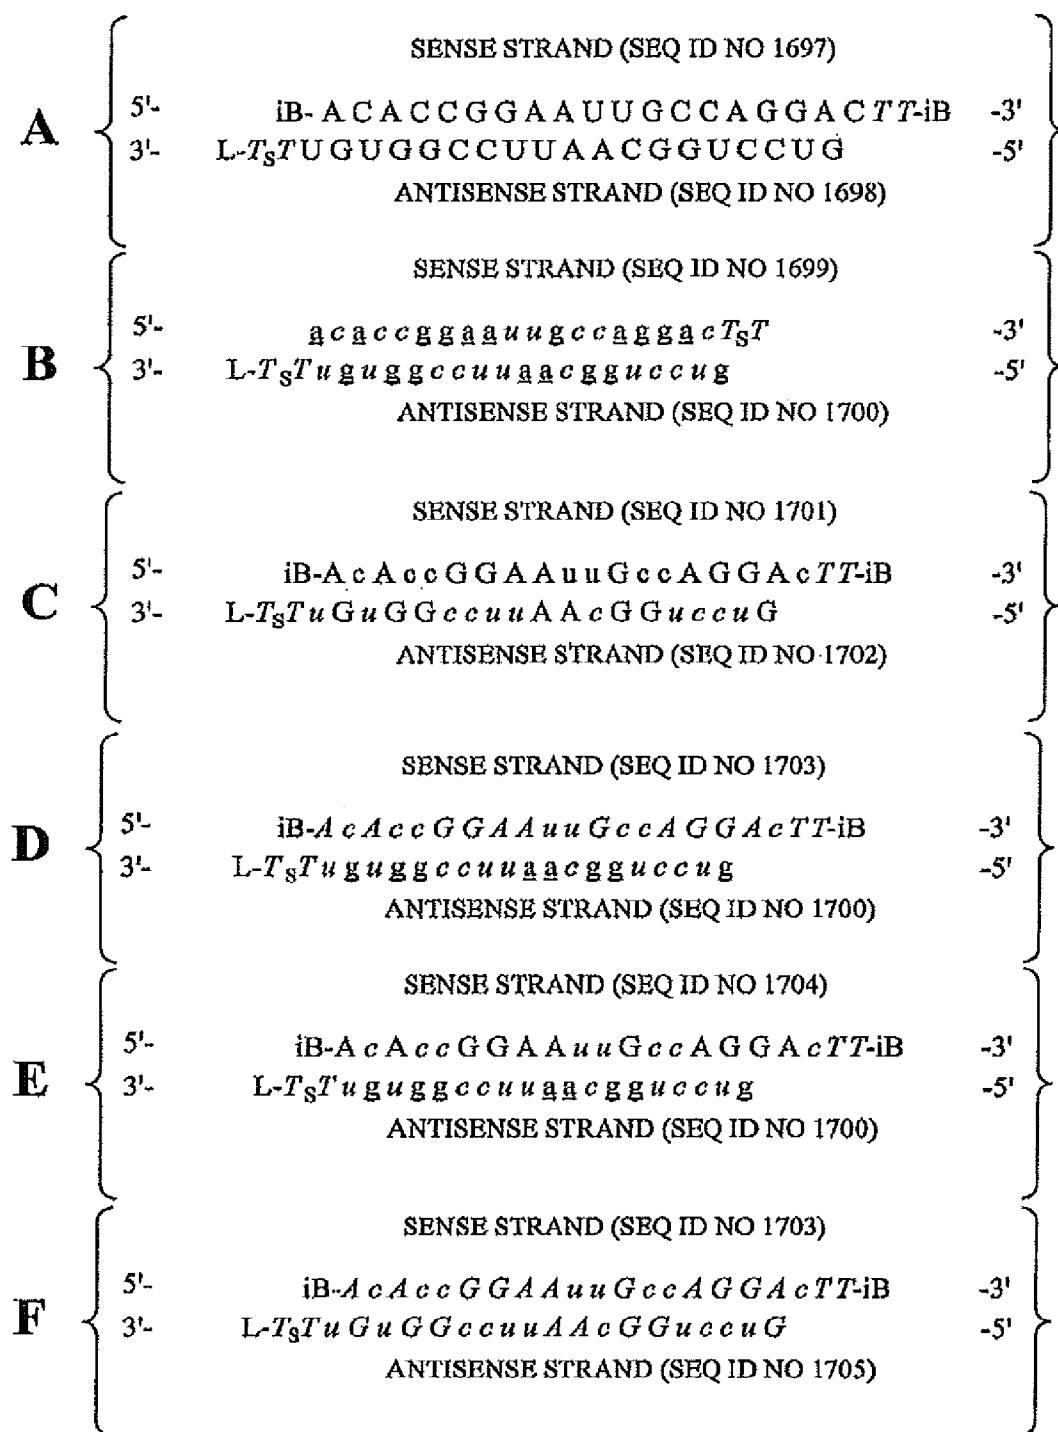 SENSE STRAND (SEQ ID NO 1697)
A
5'- iB- A C A C C G G A A U U G C C A G G A C T T-iB -3'
3'- L-TSTU G U G G C C U U A A C G G U C C U G -5'
ANTISENSE STRAND (SEQ ID NO 1698)
SENSE STRAND (SEQ ID NO 1699)
B
5'- a c a c c g g a a u u g c c a g g a c TST -3'
3'- L-TST u g u g g c c u u a a c g g u c c u g -5'
ANTISENSE STRAND (SEQ ID NO 1700)
SENSE STRAND (SEQ ID NO 1701)
C
5'- iB-A c A c c G G A A u u G c c A G G A c TT-iB -3'
3'- L-TST u G u G G c c u u A A c G G u c c u G -5'
ANTISENSE STRAND (SEQ ID NO 1702)
SENSE STRAND (SEQ ID NO 1703)
D
5'- iB-A c A c c G G A A u u G c c A G G A c TT-iB -3'
3'- L-TST u g u g g c c u u a a c g g u c c u g -5'
ANTISENSE STRAND (SEQ ID NO 1700)
SENSE STRAND (SEQ ID NO 1704)
E
5'- iB-A c A c c G G A A u u G c c A G G A c TT-iB -3'
3'- L-TST u g u g g c c u u a a c g g u c c u g -5'
ANTISENSE STRAND (SEQ ID NO 1700)
SENSE STRAND (SEQ ID NO 1703)
F
5'- iB-A c A c c G G A A u u G c c A G G A c TT-iB -3'
3'- L-TST u G u G G c c u u A A c G G u c c u G -5'
ANTISENSE STRAND (SEQ ID NO 1705)